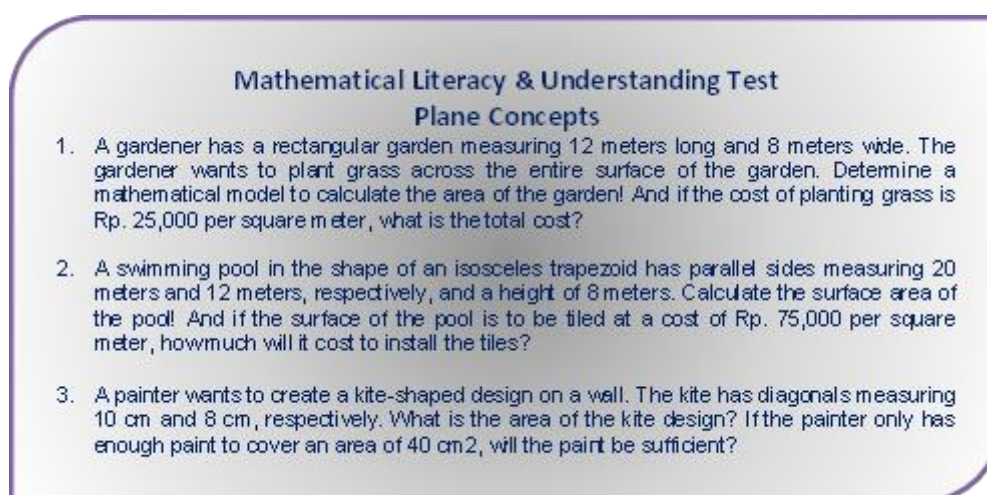 Mathematical Literacy & Understanding Test
Plane Concepts
1. A gardener has a rectangular garden measuring 12 meters long and 8 meters wide. The
gardener wants to plant grass across the entire surface of the garden. Determine a
mathematical model to calculate the area of the garden! And if the cost of planting grass is
Rp. 25,000 per square meter, what is the total cost?
2. A swimming pool in the shape of an isosceles trapezoid has parallel sides measuring 20
meters and 12 meters, respectively, and a height of 8 meters. Calculate the surface area of
the pool! And if the surface of the pool is to be tiled at a cost of Rp. 75,000 per square
meter, how much will it cost to install the tiles?
3. A painter wants to create a kite-shaped design on a wall. The kite has diagonals measuring
10 cm and 8 cm, respectively. What is the area of the kite design? If the painter only has
enough paint to cover an area of 40 cm2, will the paint be sufficient?